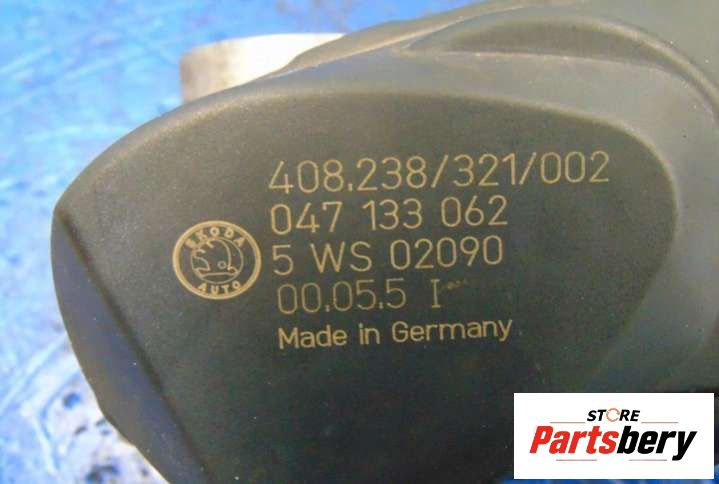 408.238/321/002
047 133 062
ŠKODA
AUTO
5 WS 02090
00.05.5 I
Made in Germany
STORE
Partsbery